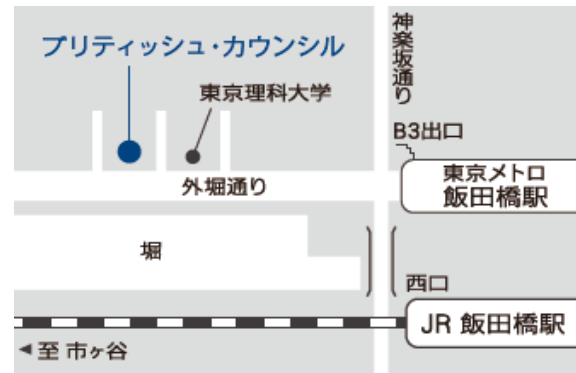 ブリティッシュ・カウンシル
東京理科大学
神楽坂通り
B3出口
東京メトロ
飯田橋駅
外堀通り
堀
西口
JR 飯田橋駅
◀至 市ヶ谷